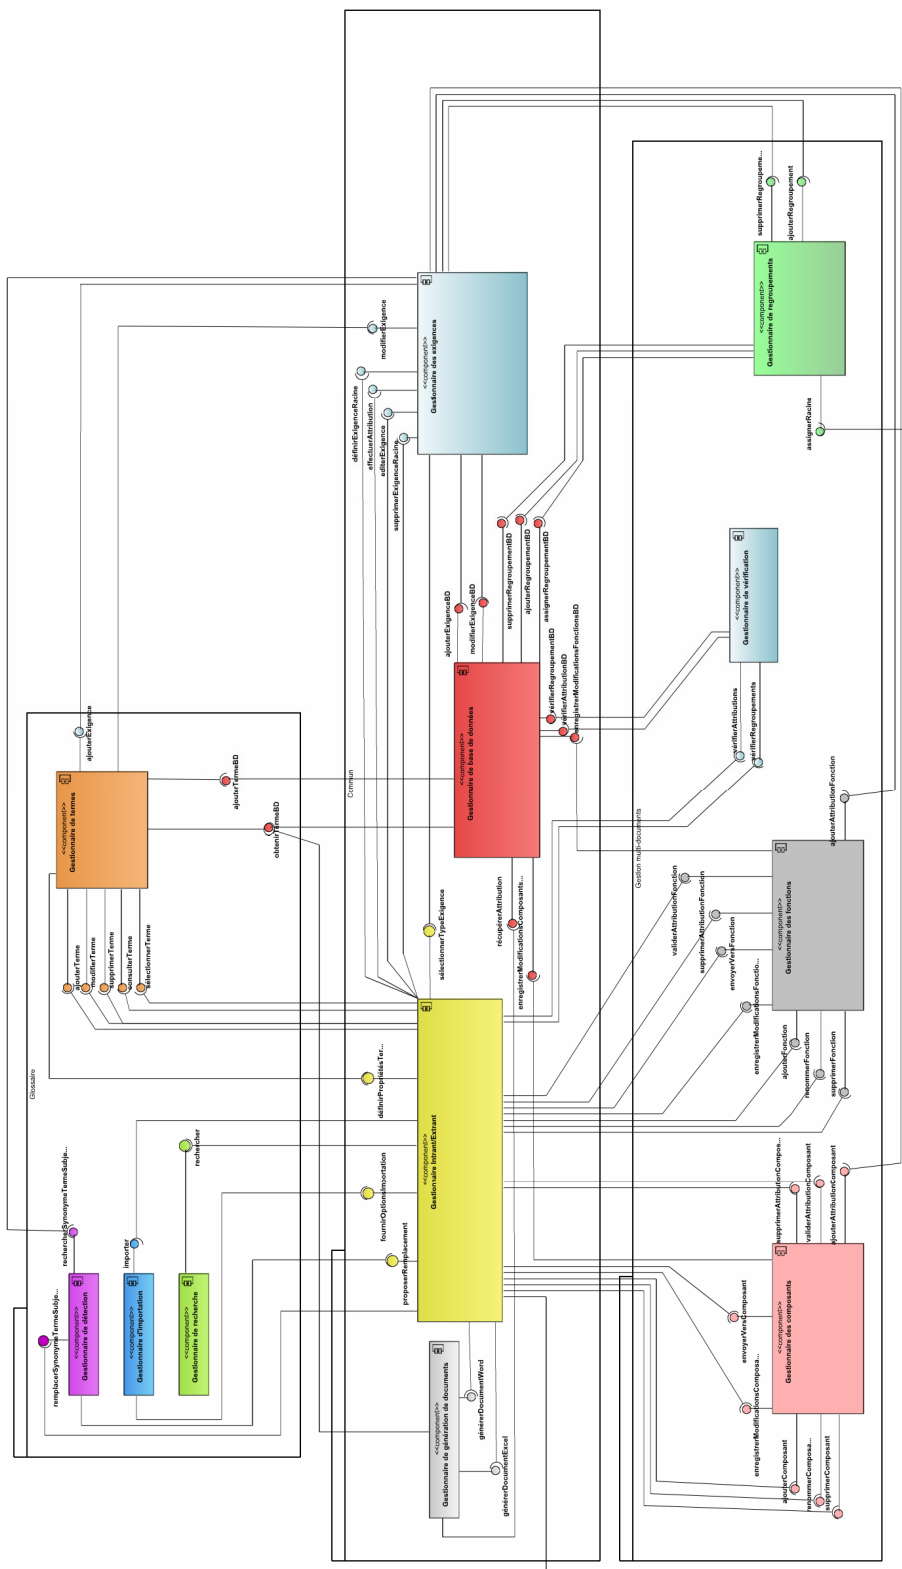 Glossaire
<<component>>
Gestionnaire de détection
rechercherSynonymeTermeSubje...
remplacerSynonymeTermeSubje...
<<component>>
Gestionnaire d'importation
importer
<<component>>
Gestionnaire de recherche
rechercher
<<component>>
Gestionnaire de termes
ajouterTerme
modifierTerme
supprimerTerme
consulterTerme
sélectionnerTerme
ajouterExigence
ajouterTermeBD
obtenirTermeBD
Commun
<<component>>
Gestionnaire de génération de documents
générerDocumentWord
générerDocumentExcel
<<component>>
Gestionnaire Intrant/Extrant
définirPropriétésTer...
fournirOptionsImportation
proposerRemplacement
sélectionnerTypeExigence
<<component>>
Gestionnaire de base de données
récupérerAttribution
enregistrerModificationsComposants...
ajouterExigenceBD
modifierExigenceBD
supprimerRegroupementBD
ajouterRegroupementBD
assignerRegroupementBD
vérifierRegroupementBD
vérifierAttributionBD
enregistrerModificationsFonctionsBD
<<component>>
Gestionnaire des exigences
modifierExigence
définirExigenceRacine
effectuerAttribution
editerExigence
supprimerExigenceRacine
Gestion multi-documents
<<component>>
Gestionnaire des composants
supprimerAttributionCompos...
validerAttributionComposant
ajouterAttributionComposant
envoyerVersComposant
enregistrerModificationsComposa...
ajouterComposant
renommerComposa...
supprimerComposant
<<component>>
Gestionnaire des fonctions
ajouterAttributionFonction
validerAttributionFonction
supprimerAttributionFonction
envoyerVersFonction
enregistrerModificationsFonctio...
ajouterFonction
renommerFonction
supprimerFonction
<<component>>
Gestionnaire de vérification
vérifierAttributions
vérifierRegroupements
<<component>>
Gestionnaire de regroupements
supprimerRegroupeme...
ajouterRegroupement
assignerRacine